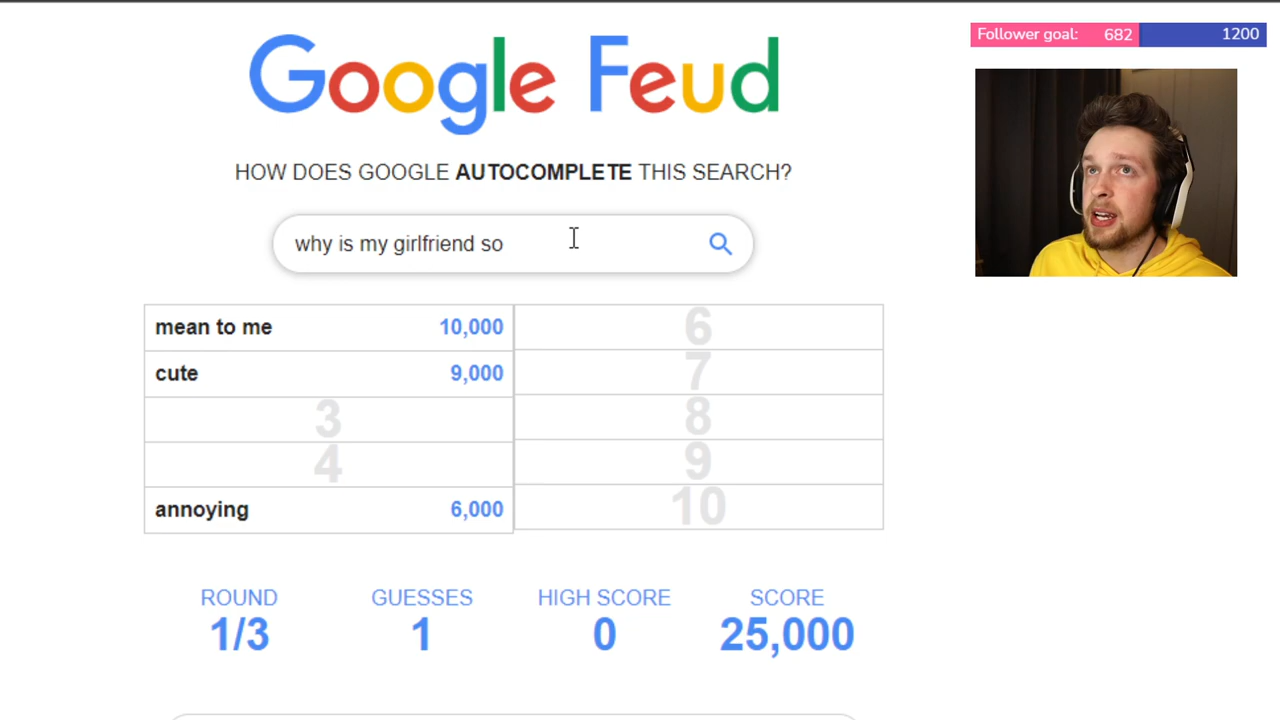 Follower goal: 682 1200
Google Feud
HOW DOES GOOGLE AUTOCOMPLETE THIS SEARCH?
why is my girlfriend so
mean to me 10,000
cute 9,000
3
4
annoying 6,000
6
7
8
9
10
ROUND GUESSES HIGH SCORE SCORE
1/3 1 0 25,000